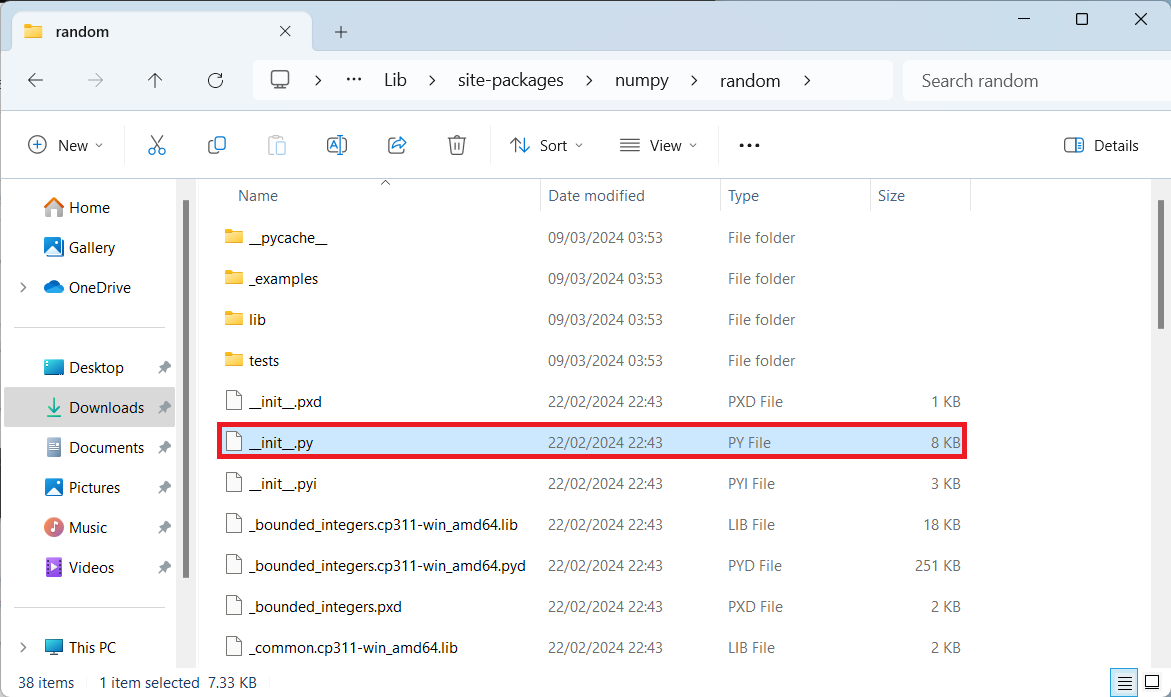 random
Lib site-packages numpy random
Search random
New Sort View Details
Name Date modified Type Size
Home
Gallery
OneDrive
Desktop
Downloads
Documents
Pictures
Music
Videos
This PC
__pycache__ 09/03/2024 03:53 File folder
_examples 09/03/2024 03:53 File folder
lib 09/03/2024 03:53 File folder
tests 09/03/2024 03:53 File folder
__init__.pxd 22/02/2024 22:43 PXD File 1 KB
__init__.py 22/02/2024 22:43 PY File 8 KB
__init__.pyi 22/02/2024 22:43 PYI File 3 KB
_bounded_integers.cp311-win_amd64.lib 22/02/2024 22:43 LIB File 18 KB
_bounded_integers.cp311-win_amd64.pyd 22/02/2024 22:43 PYD File 251 KB
_bounded_integers.pxd 22/02/2024 22:43 PXD File 2 KB
_common.cp311-win_amd64.lib 22/02/2024 22:43 LIB File 2 KB
38 items 1 item selected 7.33 KB